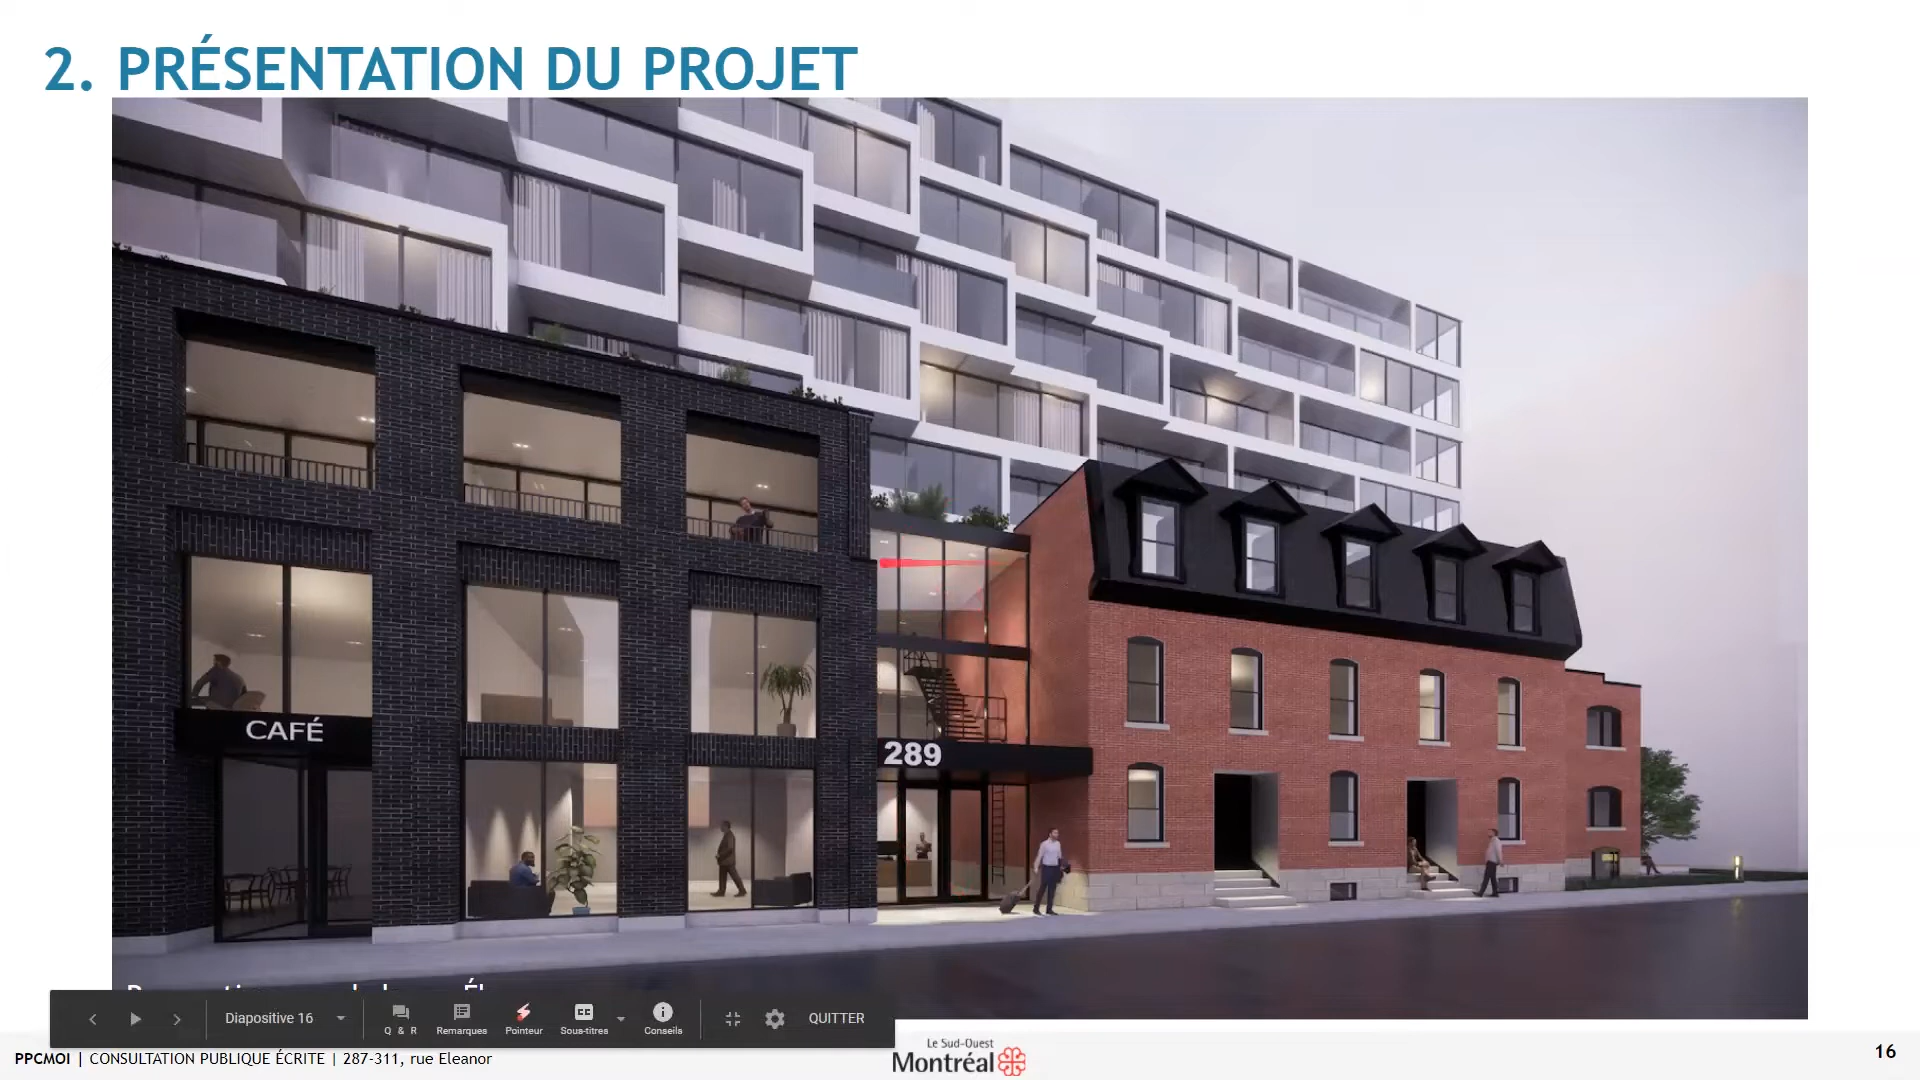 2. PRÉSENTATION DU PROJET
CAFÉ
289
Diapositive 16
Q & R
Remarques
Pointeur
Sous-titres
Conseils
QUITTER
PPCMOI | CONSULTATION PUBLIQUE ÉCRITE | 287-311, rue Eleanor
Le Sud-Ouest
Montréal
16